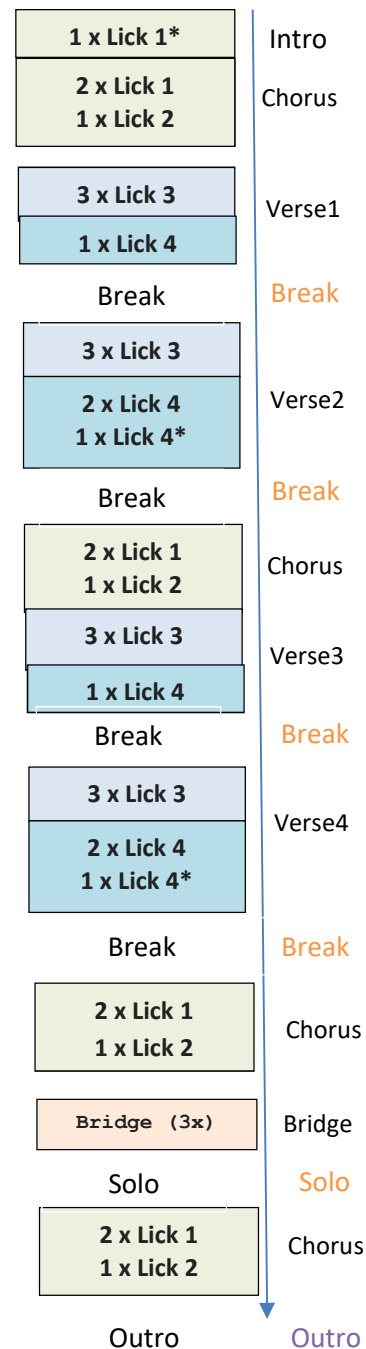 1 x Lick 1* Intro
2 x Lick 1
Chorus
1 x Lick 2
3 x Lick 3
Verse1
1 x Lick 4
Break Break
3 x Lick 3
2 x Lick 4
Verse2
1 x Lick 4*
Break Break
2 x Lick 1
Chorus
1 x Lick 2
3 x Lick 3
Verse3
1 x Lick 4
Break Break
3 x Lick 3
Verse4
2 x Lick 4
1 x Lick 4*
Break Break
2 x Lick 1
Chorus
1 x Lick 2
Bridge (3x) Bridge
Solo Solo
2 x Lick 1
Chorus
1 x Lick 2
Outro Outro